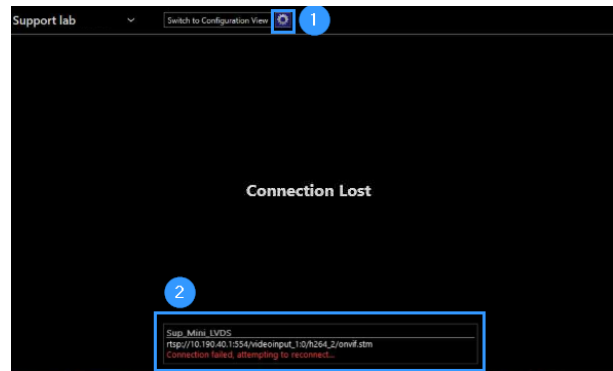 Support lab
Switch to Configuration View
1
Connection Lost
2
Sup_Mini_LVDS
rtsp://10.190.40.1:554/videoinput_1:0/h264_2/onvif.stm
Connection failed, attempting to reconnect...